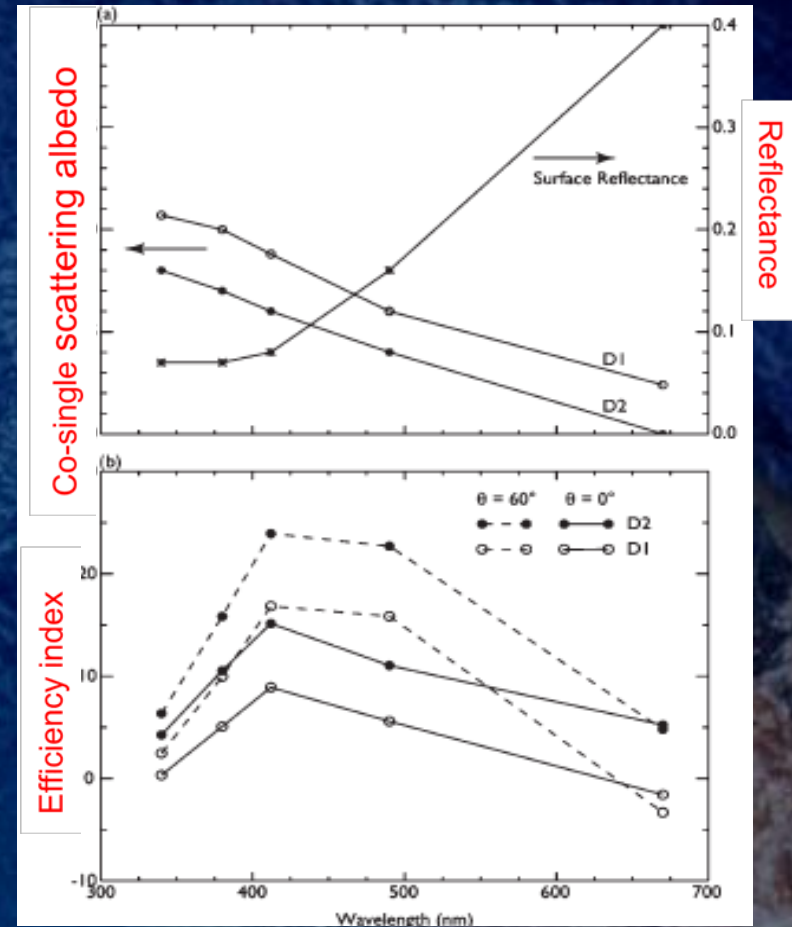 (a)
Co-single scattering albedo
0.4
0.3
0.2
0.1
0.0
Reflectance
Surface Reflectance
D1
D2
(b)
Efficiency index
20
10
0
-10
θ = 60° θ = 0°
D2
D1
300 400 500 600 700
Wavelength (nm)